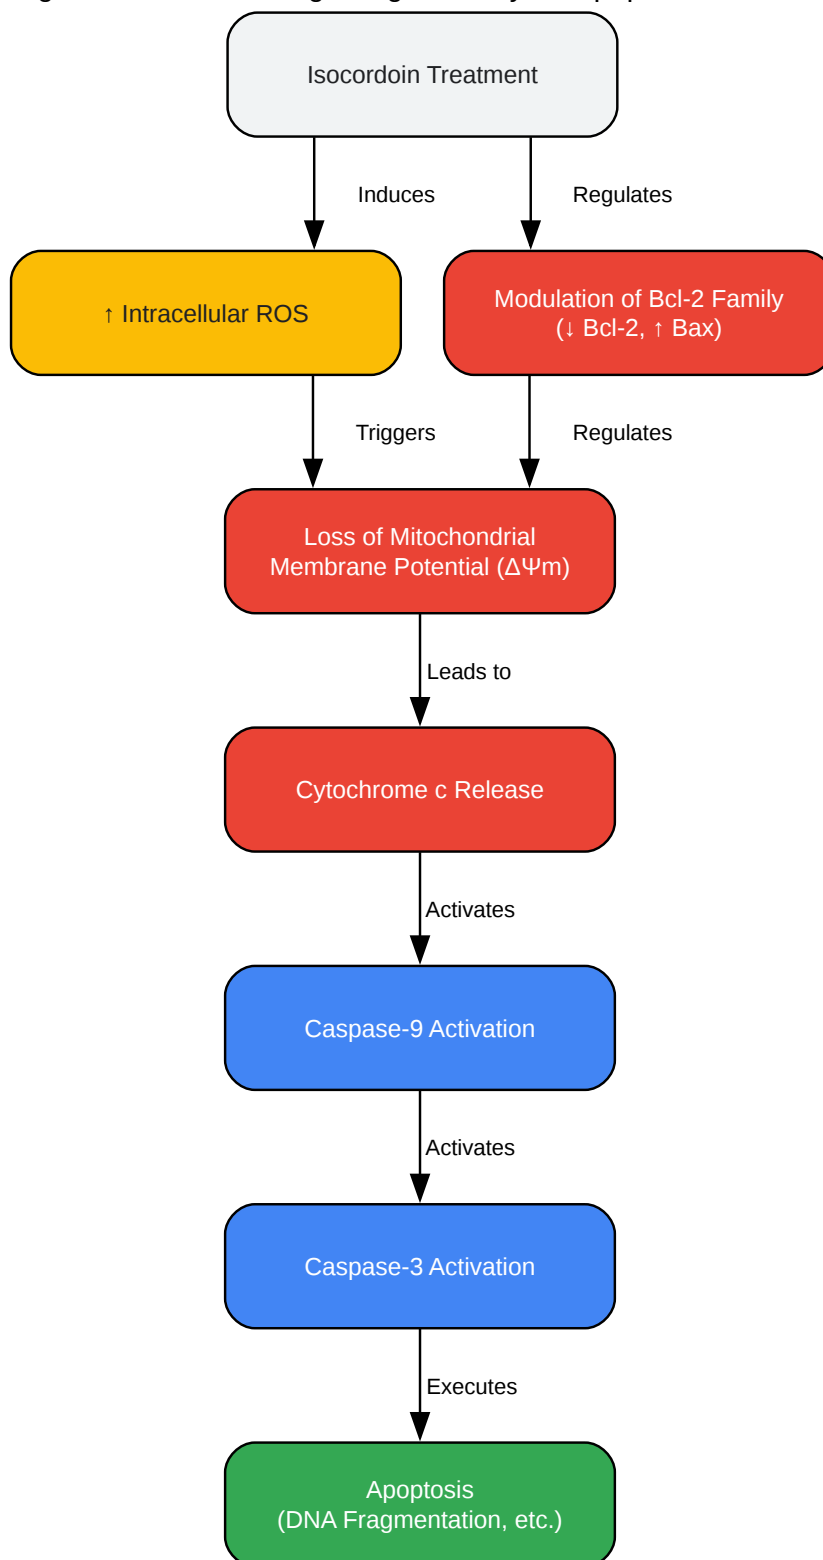 Isocordoin Treatment
Induces
Regulates
↑ Intracellular ROS
Modulation of Bcl-2 Family
(↓ Bcl-2, ↑ Bax)
Triggers
Regulates
Loss of Mitochondrial
Membrane Potential (ΔΨm)
Leads to
Cytochrome c Release
Activates
Caspase-9 Activation
Activates
Caspase-3 Activation
Executes
Apoptosis
(DNA Fragmentation, etc.)